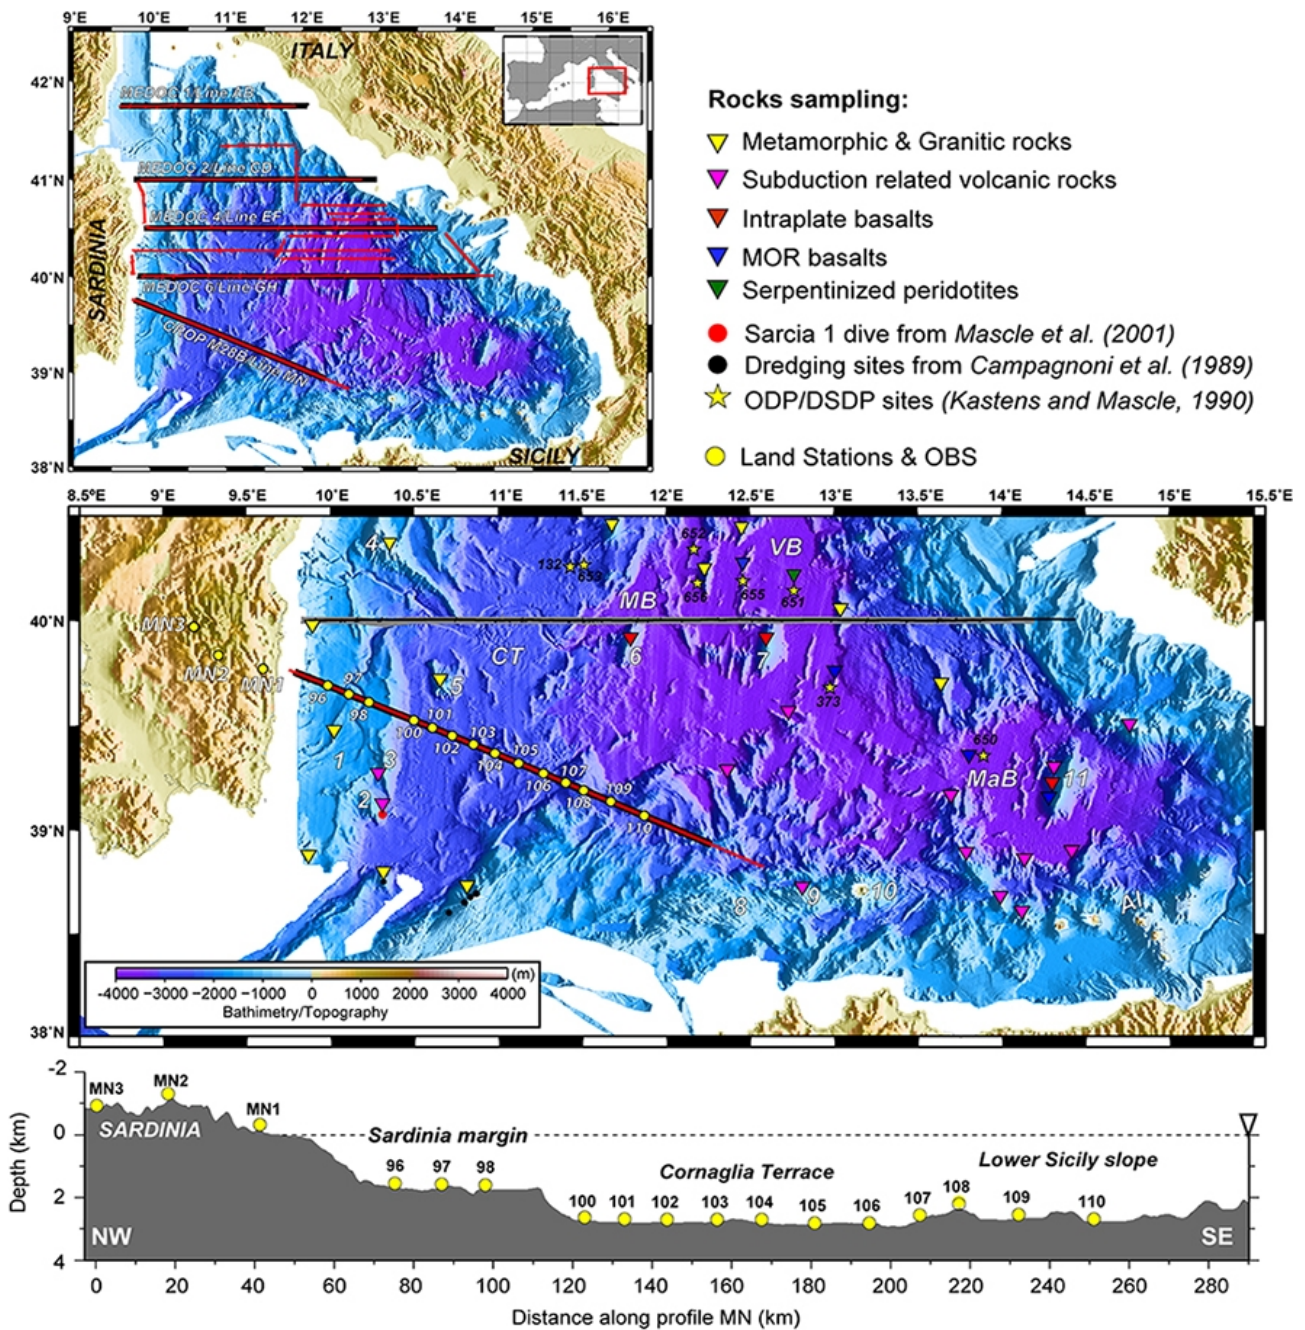 9°E 10°E 11°E 12°E 13°E 14°E 15°E 16°E
ITALY
42°N
MEDOC 1/Line AB
41°N
MEDOC 2/Line CD
MEDOC 4/Line EF
SARDINIA
40°N
MEDOC 6/Line GH
CROP M28B/Line MN
39°N
38°N
SICILY
Rocks sampling:
Metamorphic & Granitic rocks
Subduction related volcanic rocks
Intraplate basalts
MOR basalts
Serpentinized peridotites
Sarcia 1 dive from Mascle et al. (2001)
Dredging sites from Campagnoni et al. (1989)
ODP/DSDP sites (Kastens and Mascle, 1990)
Land Stations & OBS
8.5°E 9°E 9.5°E 10°E 10.5°E 11°E 11.5°E 12°E 12.5°E 13°E 13.5°E 14°E 14.5°E 15°E 15.5°E
4
132 653
652
VB
656
655
651
MB
40°N
MN3
MN2
MN1
CT
6
7
5
373
97
96
98
101
100
102
103
104
105
106
107
108
109
110
1
3
2
650
MaB
11
39°N
8
9
10
AI
(m)
-4000 -3000 -2000 -1000 0 1000 2000 3000 4000
Bathimetry/Topography
38°N
-2
MN3
MN2
MN1
SARDINIA
0
Sardinia margin
Cornaglia Terrace
Lower Sicily slope
96 97 98
100 101 102 103 104 105 106 107 108 109 110
2
4
Depth (km)
NW
SE
0 20 40 60 80 100 120 140 160 180 200 220 240 260 280
Distance along profile MN (km)